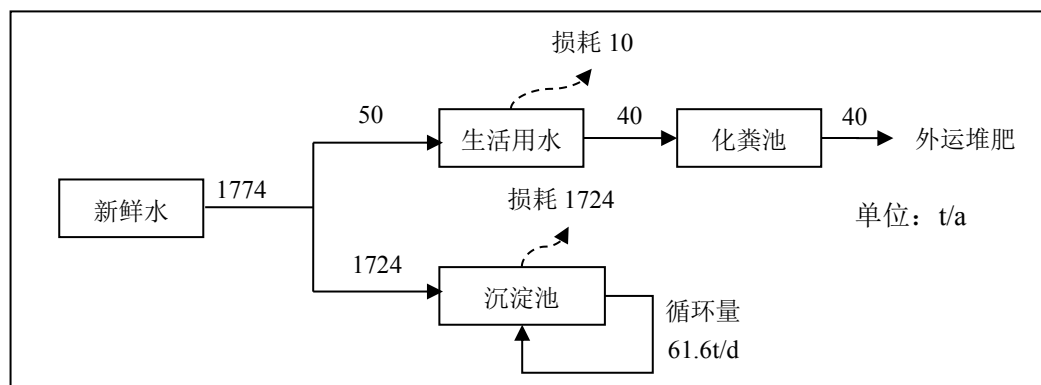 损耗 10
50
生活用水
40
化粪池
40
外运堆肥
新鲜水
1774
损耗 1724
单位：t/a
1724
沉淀池
循环量
61.6t/d